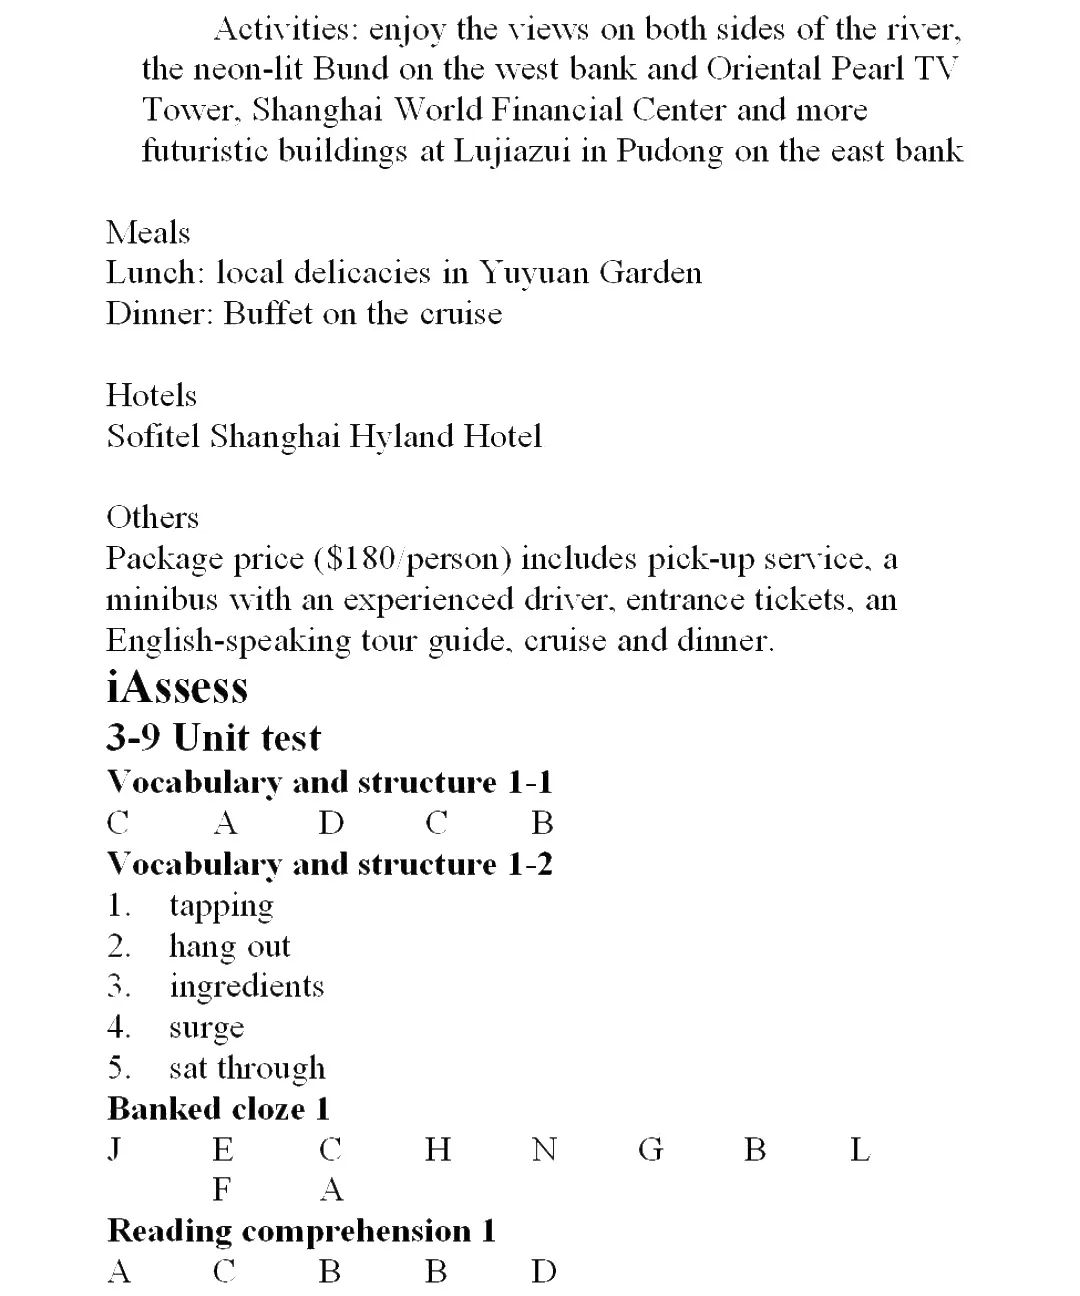 Activities: enjoy the views on both sides of the river,
the neon-lit Bund on the west bank and Oriental Pearl TV
Tower, Shanghai World Financial Center and more
futuristic buildings at Lujiazui in Pudong on the east bank
Meals
Lunch: local delicacies in Yuyuan Garden
Dinner: Buffet on the cruise
Hotels
Sofitel Shanghai Hyland Hotel
Others
Package price ($180/person) includes pick-up service, a
minibus with an experienced driver, entrance tickets, an
English-speaking tour guide, cruise and dinner.
iAssess
3-9 Unit test
Vocabulary and structure 1-1
C A D C B
Vocabulary and structure 1-2
1. tapping
2. hang out
3. ingredients
4. surge
5. sat through
Banked cloze 1
J E C H N G B L
F A
Reading comprehension 1
A C B B D